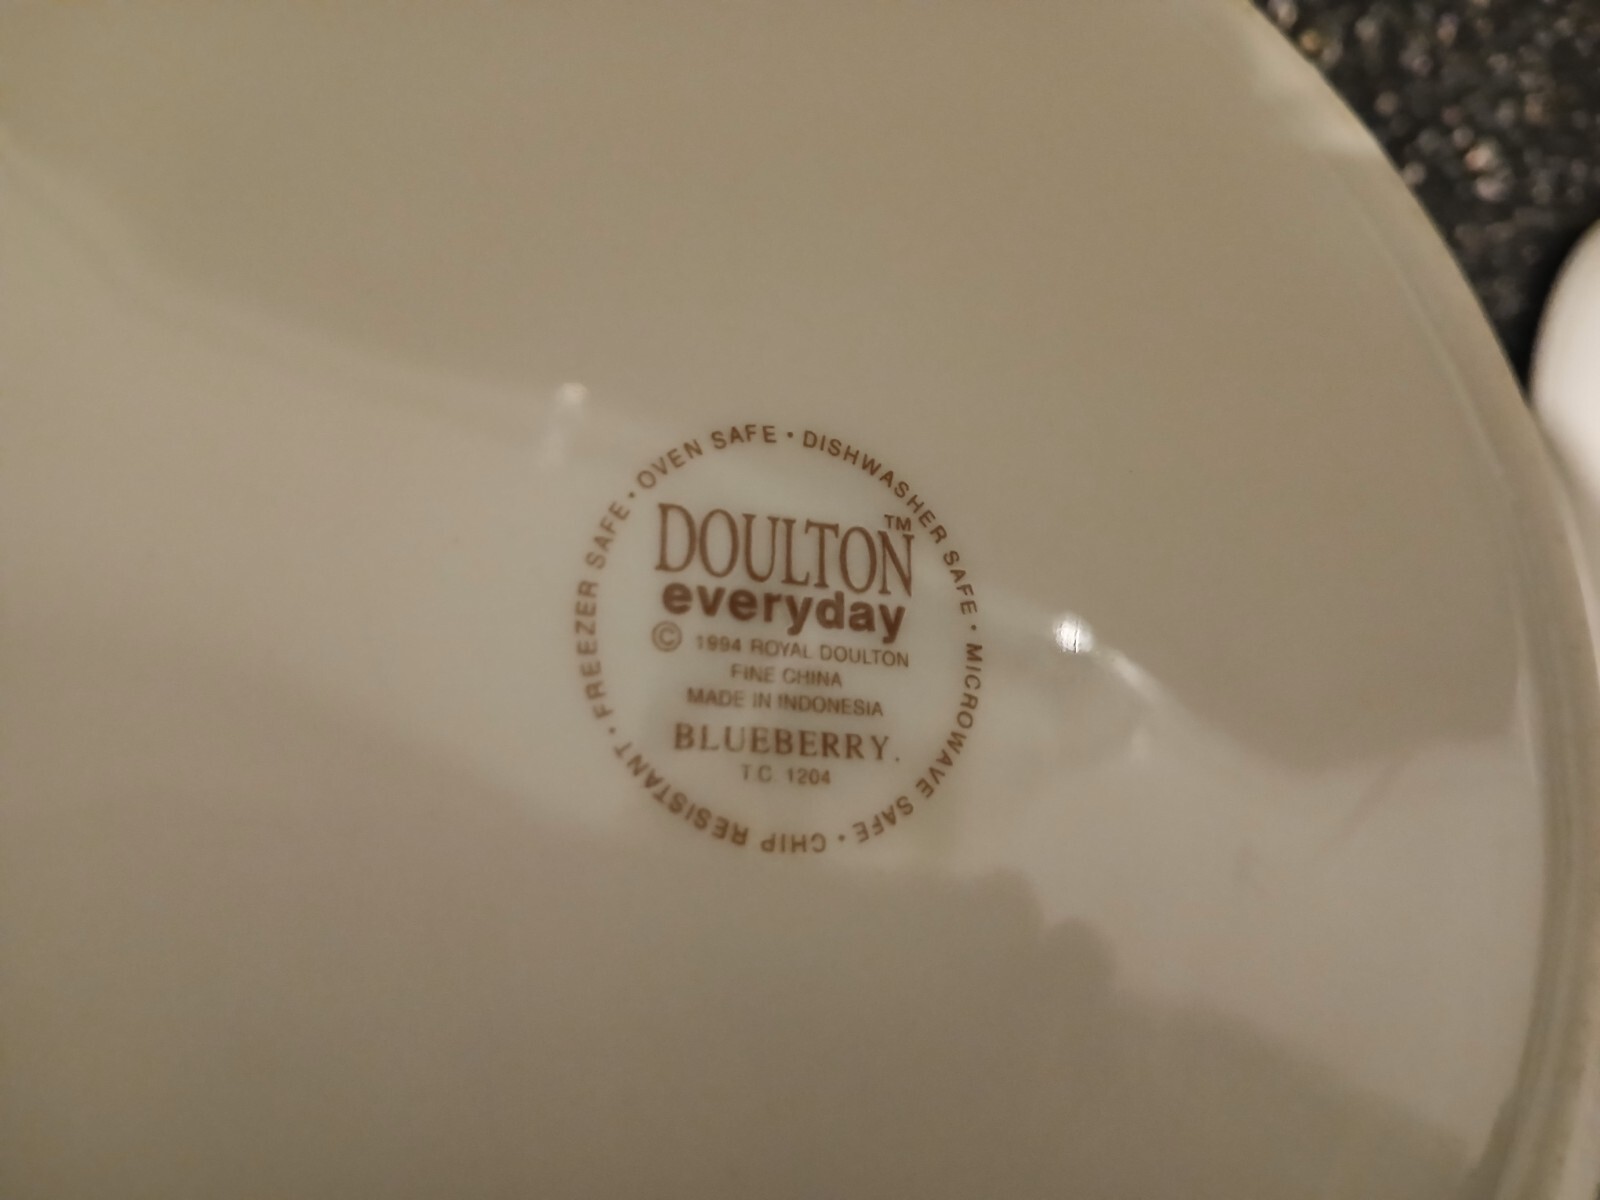 FREEZER SAFE · OVEN SAFE · DISHWASHER SAFE · MICROWAVE SAFE · CHIP RESISTANT ·
DOULTON™
everyday
© 1994 ROYAL DOULTON
FINE CHINA
MADE IN INDONESIA
BLUEBERRY.
T.C. 1204